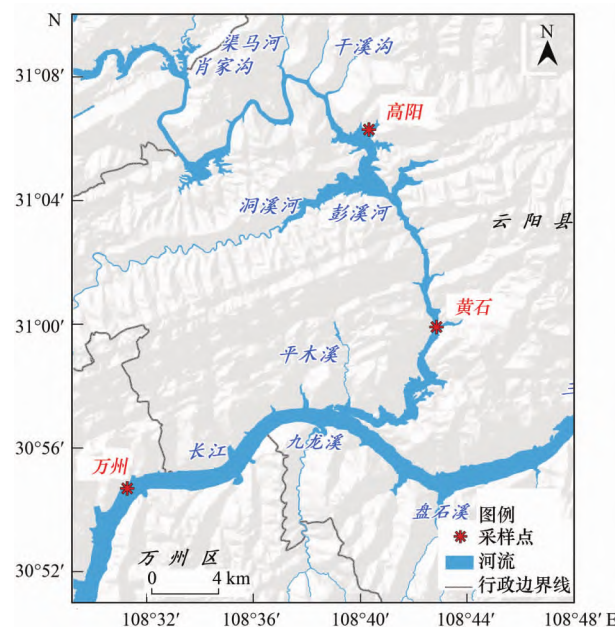 N
N
渠马河
肖家沟
干溪沟
31°08′
高阳
31°04′
洞溪河
彭溪河
云阳县
31°00′
黄石
平木溪
三
30°56′
长江
九龙溪
万州
盘石溪
图例
采样点
河流
行政边界线
万州区
0 4 km
30°52′
108°32′ 108°36′ 108°40′ 108°44′ 108°48′ E